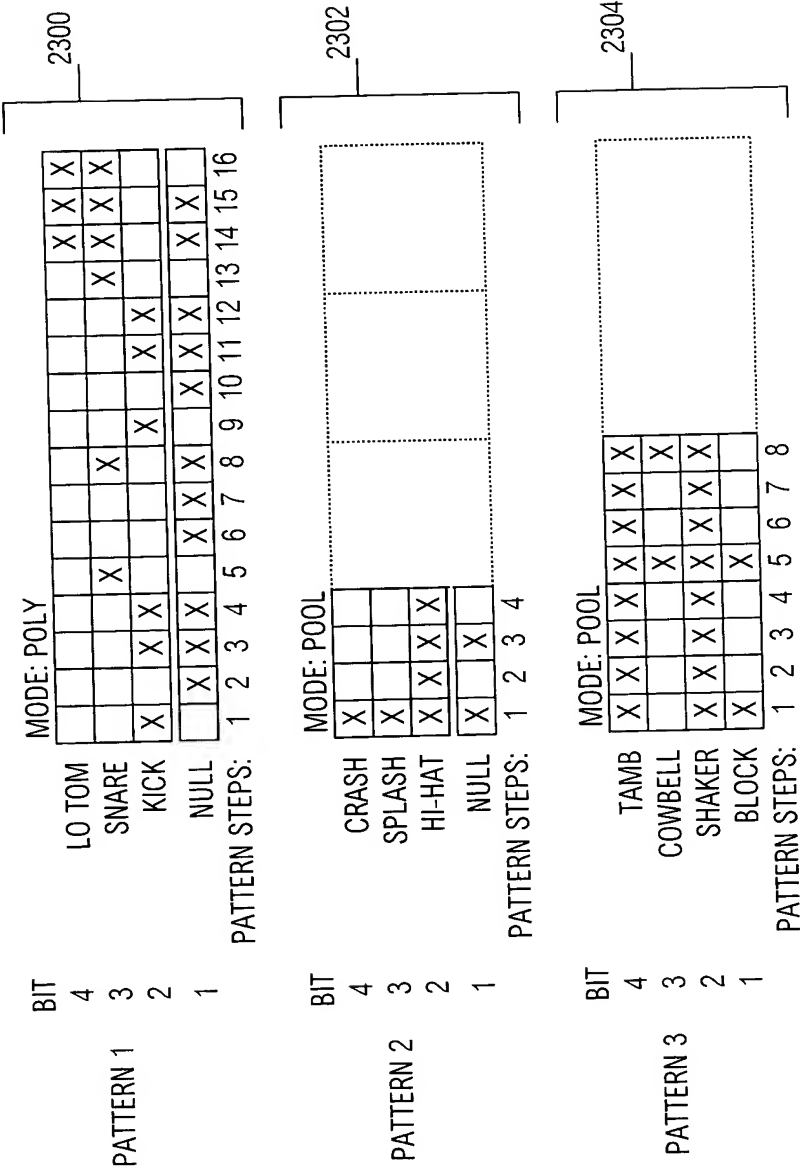 BIT MODE: POLY
4 LO TOM X X X
3 SNARE X X X X X X
PATTERN 1 2300
2 KICK X X X X X X
1 NULL X X X X X X X X X X X
PATTERN STEPS: 1 2 3 4 5 6 7 8 9 10 11 12 13 14 15 16
BIT MODE: POOL
4 CRASH X
3 SPLASH X
PATTERN 2 2302
2 HI-HAT X X X X
1 NULL X X
PATTERN STEPS: 1 2 3 4
BIT MODE: POOL
4 TAMB X X X X X X X X
3 COWBELL X X
PATTERN 3 2304
2 SHAKER X X X X X X X X
1 BLOCK X X
PATTERN STEPS: 1 2 3 4 5 6 7 8